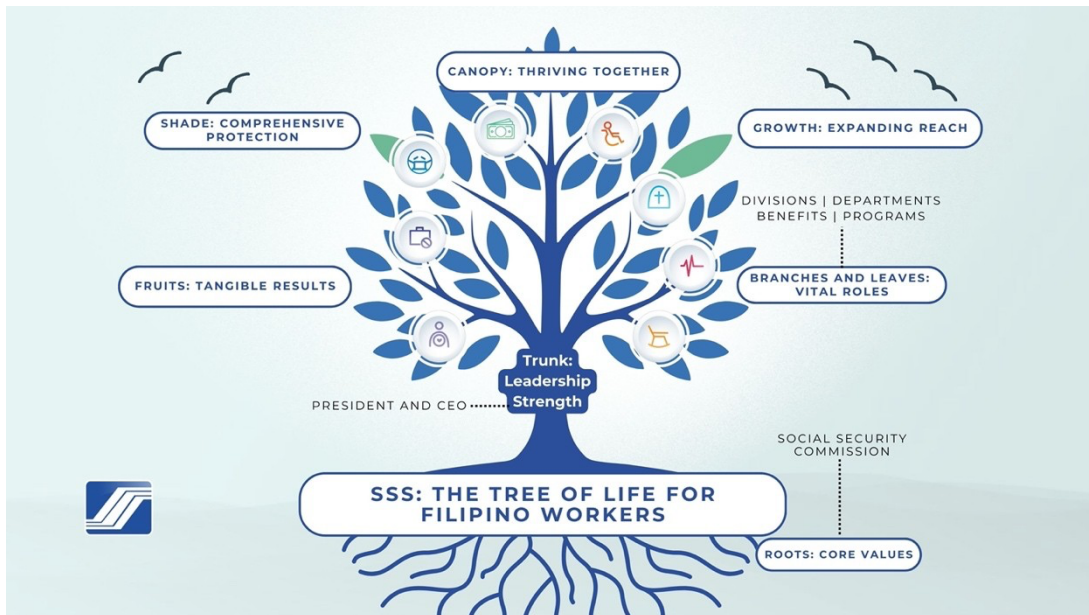 CANOPY: THRIVING TOGETHER
SHADE: COMPREHENSIVE
PROTECTION
GROWTH: EXPANDING REACH
DIVISIONS | DEPARTMENTS
BENEFITS | PROGRAMS
FRUITS: TANGIBLE RESULTS
BRANCHES AND LEAVES:
VITAL ROLES
Trunk:
Leadership
Strength
PRESIDENT AND CEO
SOCIAL SECURITY
COMMISSION
SSS: THE TREE OF LIFE FOR
FILIPINO WORKERS
ROOTS: CORE VALUES